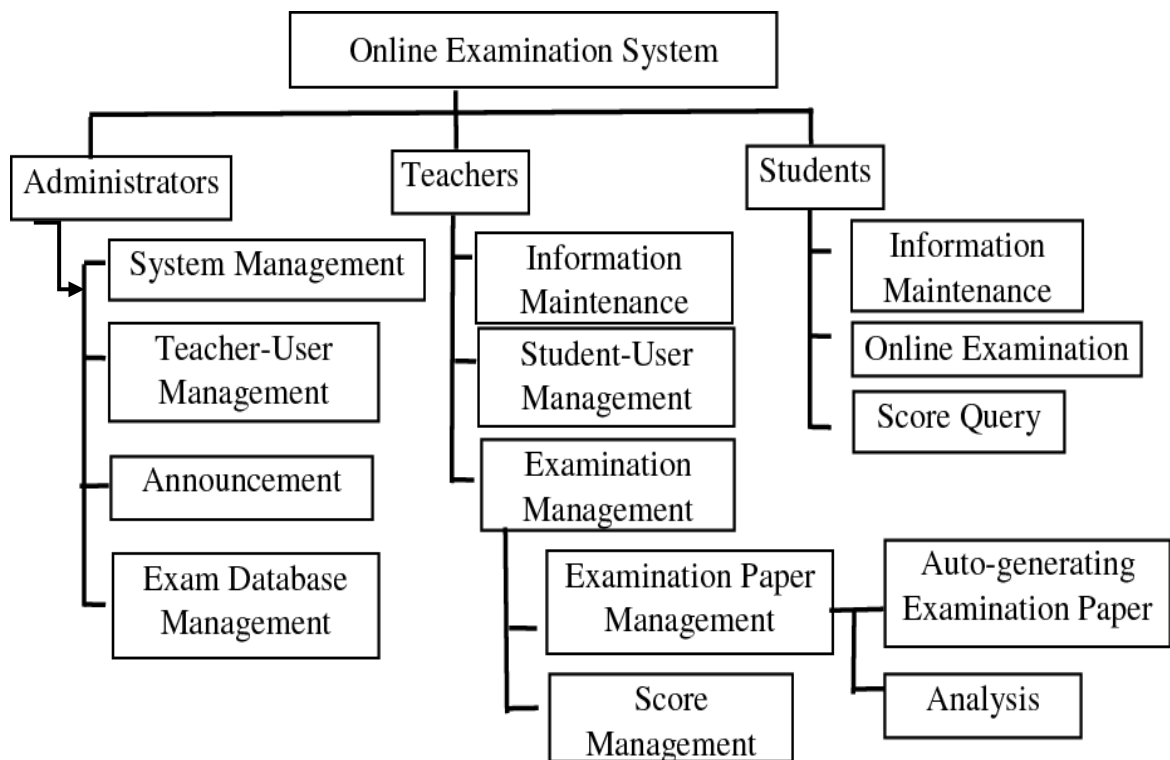 Online Examination System
Administrators
Teachers
Students
System Management
Teacher-User
Management
Announcement
Exam Database
Management
Information
Maintenance
Student-User
Management
Examination
Management
Examination Paper
Management
Score
Management
Auto-generating
Examination Paper
Analysis
Information
Maintenance
Online Examination
Score Query